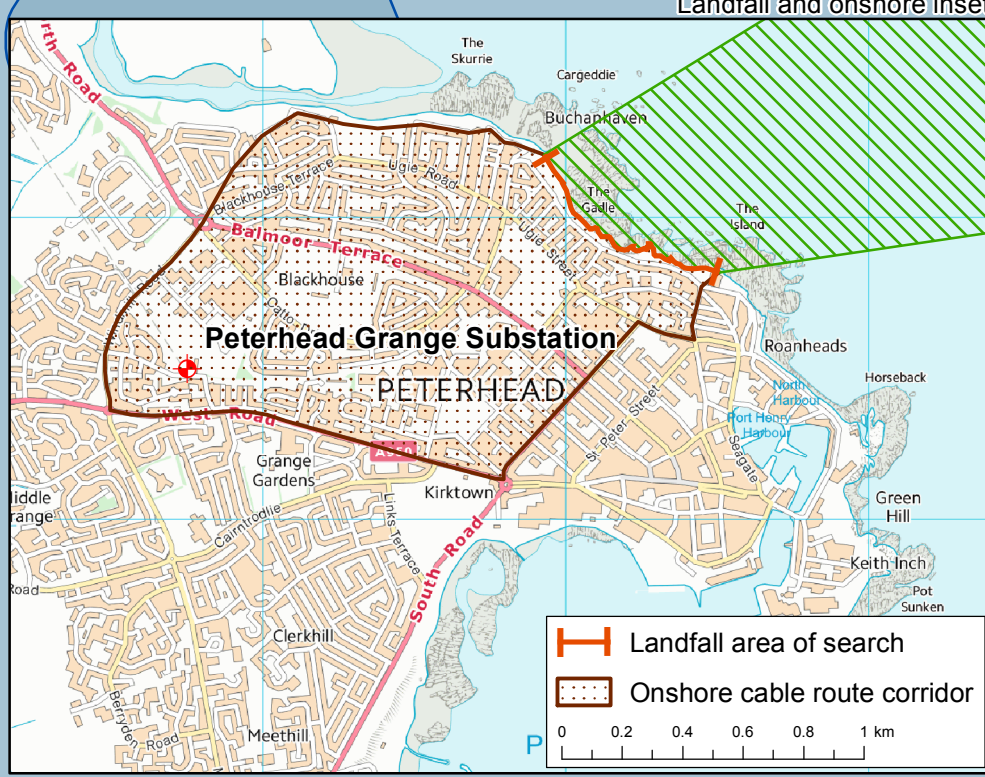 Landfall and onshore inset
The
Skurrie
Cargeddie
Buchanhaven
rth Road
Blackhouse Terrace
Ugie Road
The
Gadle
The
Island
Ugie Street
Balmoor Terrace
Blackhouse
Road
Peterhead Grange Substation
PETERHEAD
Roanheads
Horseback
North
Harbour
Port Henry
Harbour
St Peter Street
Seagate
West Road
Grange
Gardens
Kirktown
Green
Hill
Cairntrodlie
Links Terrace
South Road
Keith Inch
Pot
Sunken
Road
Clerkhill
Berryden Road
Meethill
P
Landfall area of search
Onshore cable route corridor
0 0.2 0.4 0.6 0.8 1 km